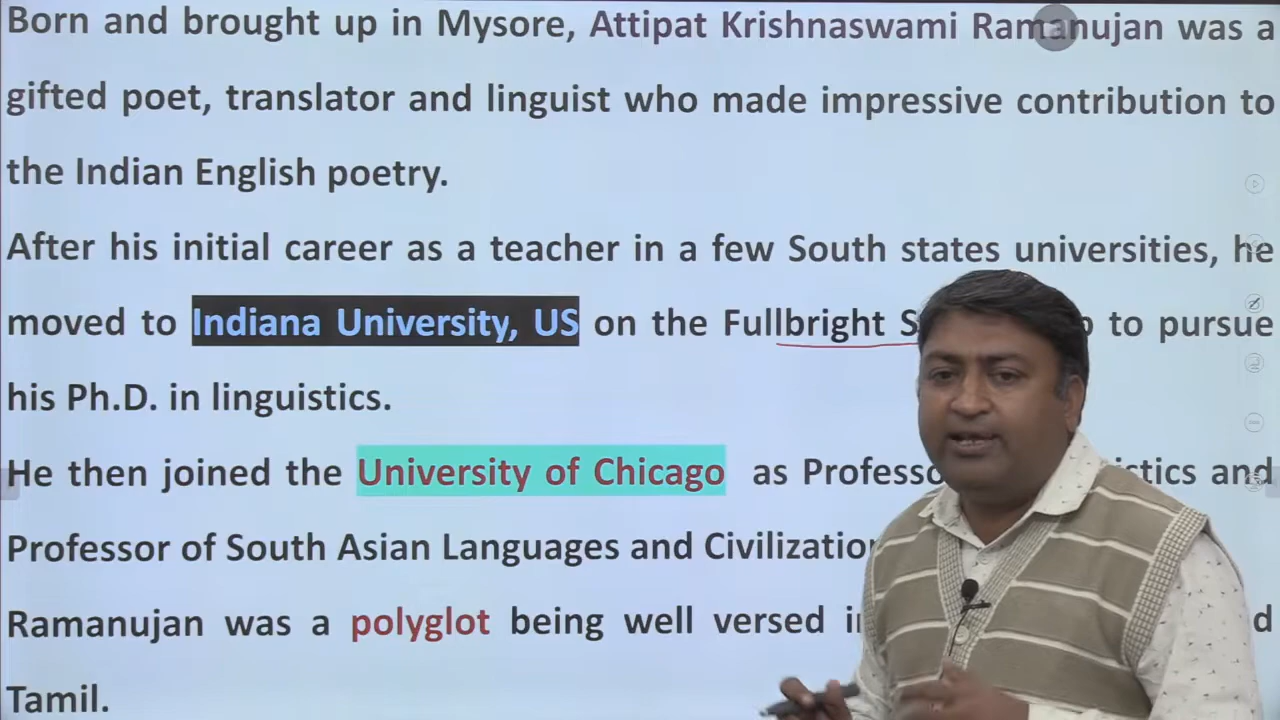 Born and brought up in Mysore, Attipat Krishnaswami Ramanujan was a
gifted poet, translator and linguist who made impressive contribution to
the Indian English poetry.
After his initial career as a teacher in a few South states universities, he
moved to Indiana University, US on the Fullbright to pursue
his Ph.D. in linguistics.
He then joined the University of Chicago as and
Professor of South Asian Languages and
Ramanujan was a polyglot being well versed
Tamil.